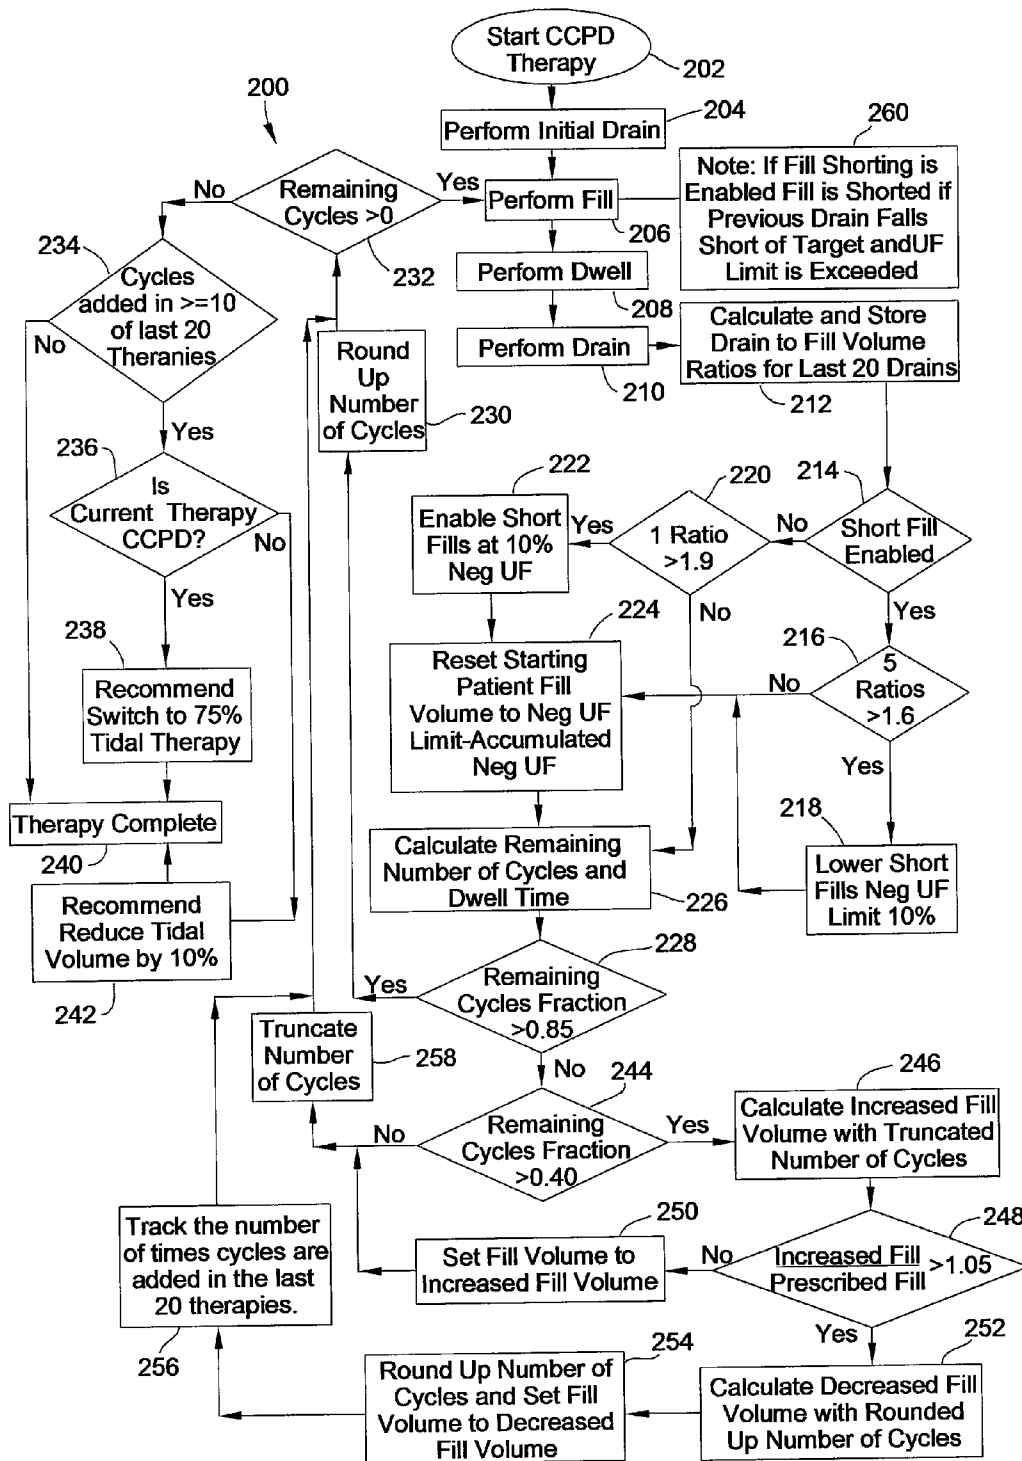 Start CCPD
Therapy
202
200
Perform Initial Drain
204
260
Note: If Fill Shorting is
Enabled Fill is Shorted if
Previous Drain Falls
Short of Target andUF
Limit is Exceeded
No
Remaining
Cycles >0
Yes
232
Perform Fill
206
234
Cycles
added in >=10
of last 20
Theranies
No
Yes
Perform Dwell
208
Perform Drain
210
Calculate and Store
Drain to Fill Volume
Ratios for Last 20 Drains
212
Round
Up
Number
of Cycles
230
236
Is
Current Therapy
CCPD?
No
Yes
222
Enable Short
Fills at 10%
Neg UF
Yes
220
1 Ratio
>1.9
No
No
214
Short Fill
Enabled
Yes
224
Reset Starting
Patient Fill
Volume to Neg UF
Limit-Accumulated
Neg UF
No
216
5
Ratios
>1.6
Yes
238
Recommend
Switch to 75%
Tidal Therapy
Therapy Complete
240
218
Lower Short
Fills Neg UF
Limit 10%
Calculate Remaining
Number of Cycles and
Dwell Time
226
Recommend
Reduce Tidal
Volume by 10%
242
Yes
228
Remaining
Cycles Fraction
>0.85
No
Truncate
Number
of Cycles
258
No
244
Remaining
Cycles Fraction
>0.40
Yes
246
Calculate Increased Fill
Volume with Truncated
Number of Cycles
Track the number
of times cycles are
added in the last
20 therapies.
256
250
Set Fill Volume to
Increased Fill Volume
No
248
Increased Fill
Prescribed Fill
>1.05
Yes
254
Round Up Number of
Cycles and Set Fill
Volume to Decreased
Fill Volume
252
Calculate Decreased Fill
Volume with Rounded
Up Number of Cycles